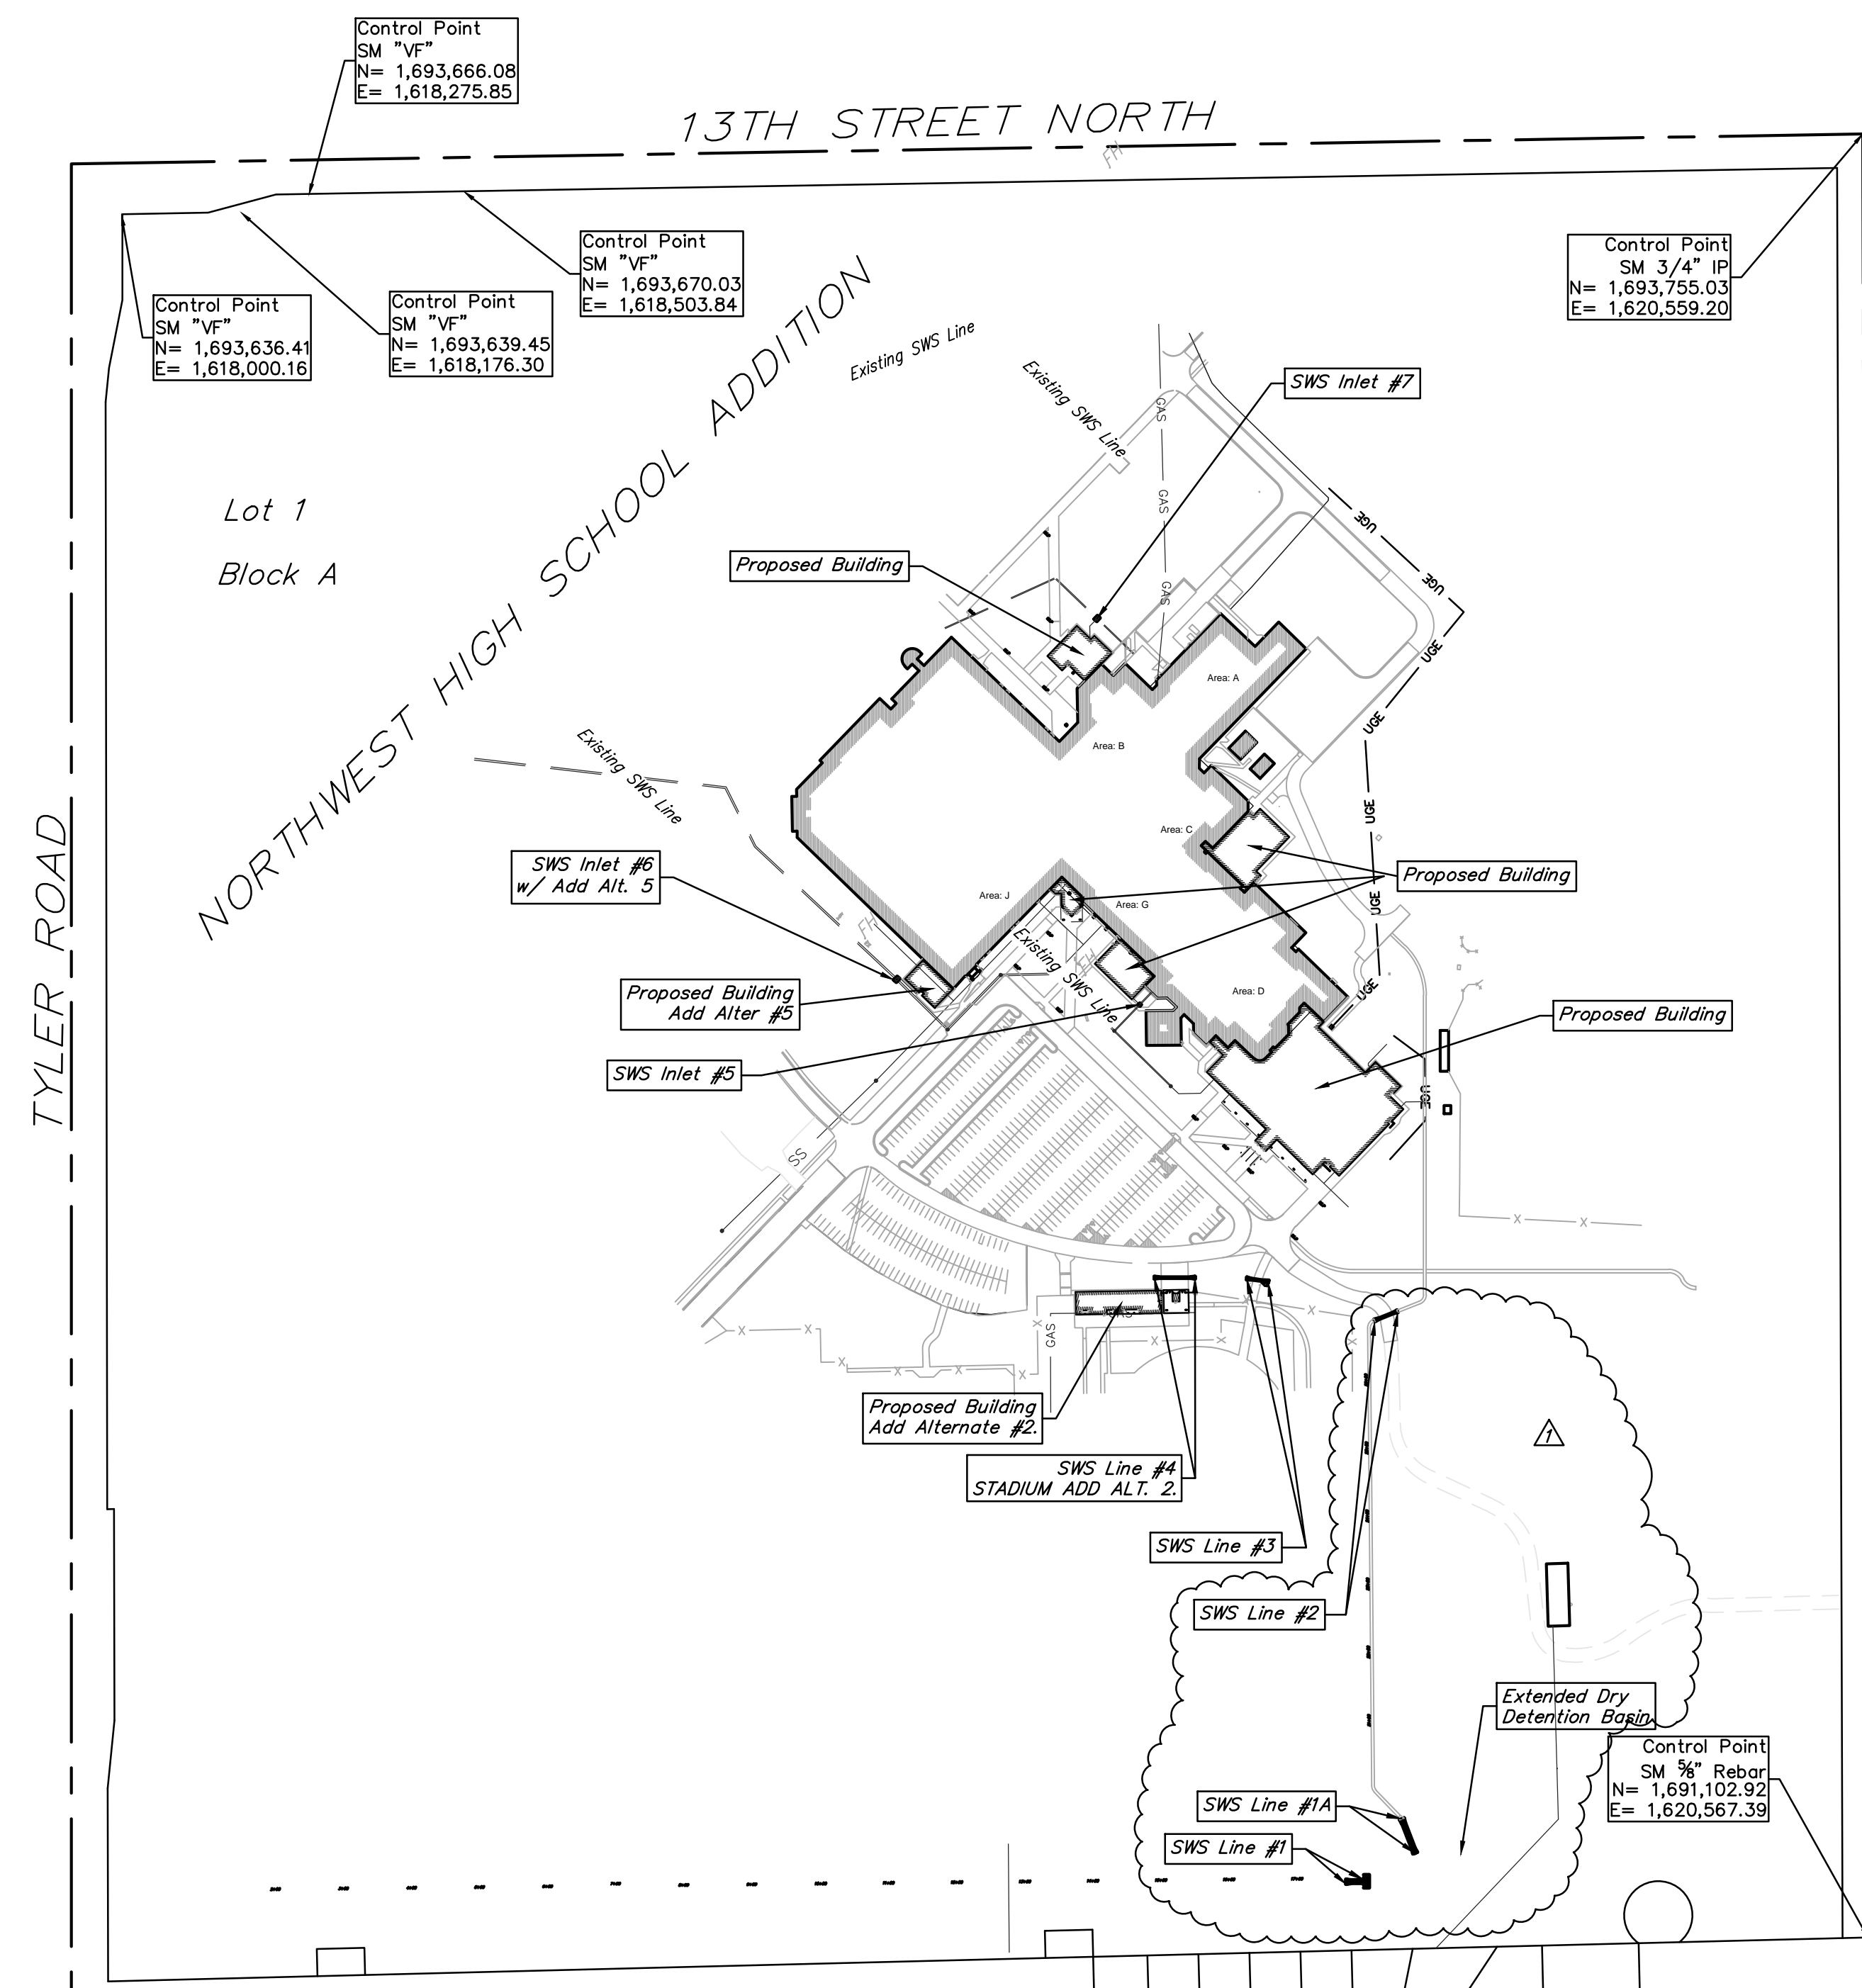 Control Point
SM "VF"
N= 1,693,666.08
E= 1,618,275.85
13TH STREET NORTH
FH
Control Point
SM "VF"
N= 1,693,670.03
E= 1,618,503.84
Control Point
SM 3/4" IP
N= 1,693,755.03
E= 1,620,559.20
Control Point
SM "VF"
N= 1,693,636.41
E= 1,618,000.16
Control Point
SM "VF"
N= 1,693,639.45
E= 1,618,176.30
NORTHWEST HIGH SCHOOL ADDITION
Existing SWS Line
Existing SWS Line
SWS Inlet #7
GAS
GAS
GAS
Lot 1
Block A
UGE
UGE
UGE
UGE
UGE
UGE
UGE
UGE
Proposed Building
Area: A
Area: B
Area: C
Area: J
Area: G
Area: D
Existing SWS Line
TYLER ROAD
SWS Inlet #6
w/ Add Alt. 5
FH
Proposed Building
Existing SWS Line
Proposed Building
Add Alter #5
Proposed Building
SWS Inlet #5
SS
X
X
X
X
X
X
X
X
X
X
X
X
X
X
GAS
GAS
Proposed Building
Add Alternate #2.
SWS Line #4
STADIUM ADD ALT. 2.
1
SWS Line #3
SWS Line #2
Extended Dry
Detention Basin
Control Point
SM ⅝" Rebar
N= 1,691,102.92
E= 1,620,567.39
SWS Line #1A
SWS Line #1